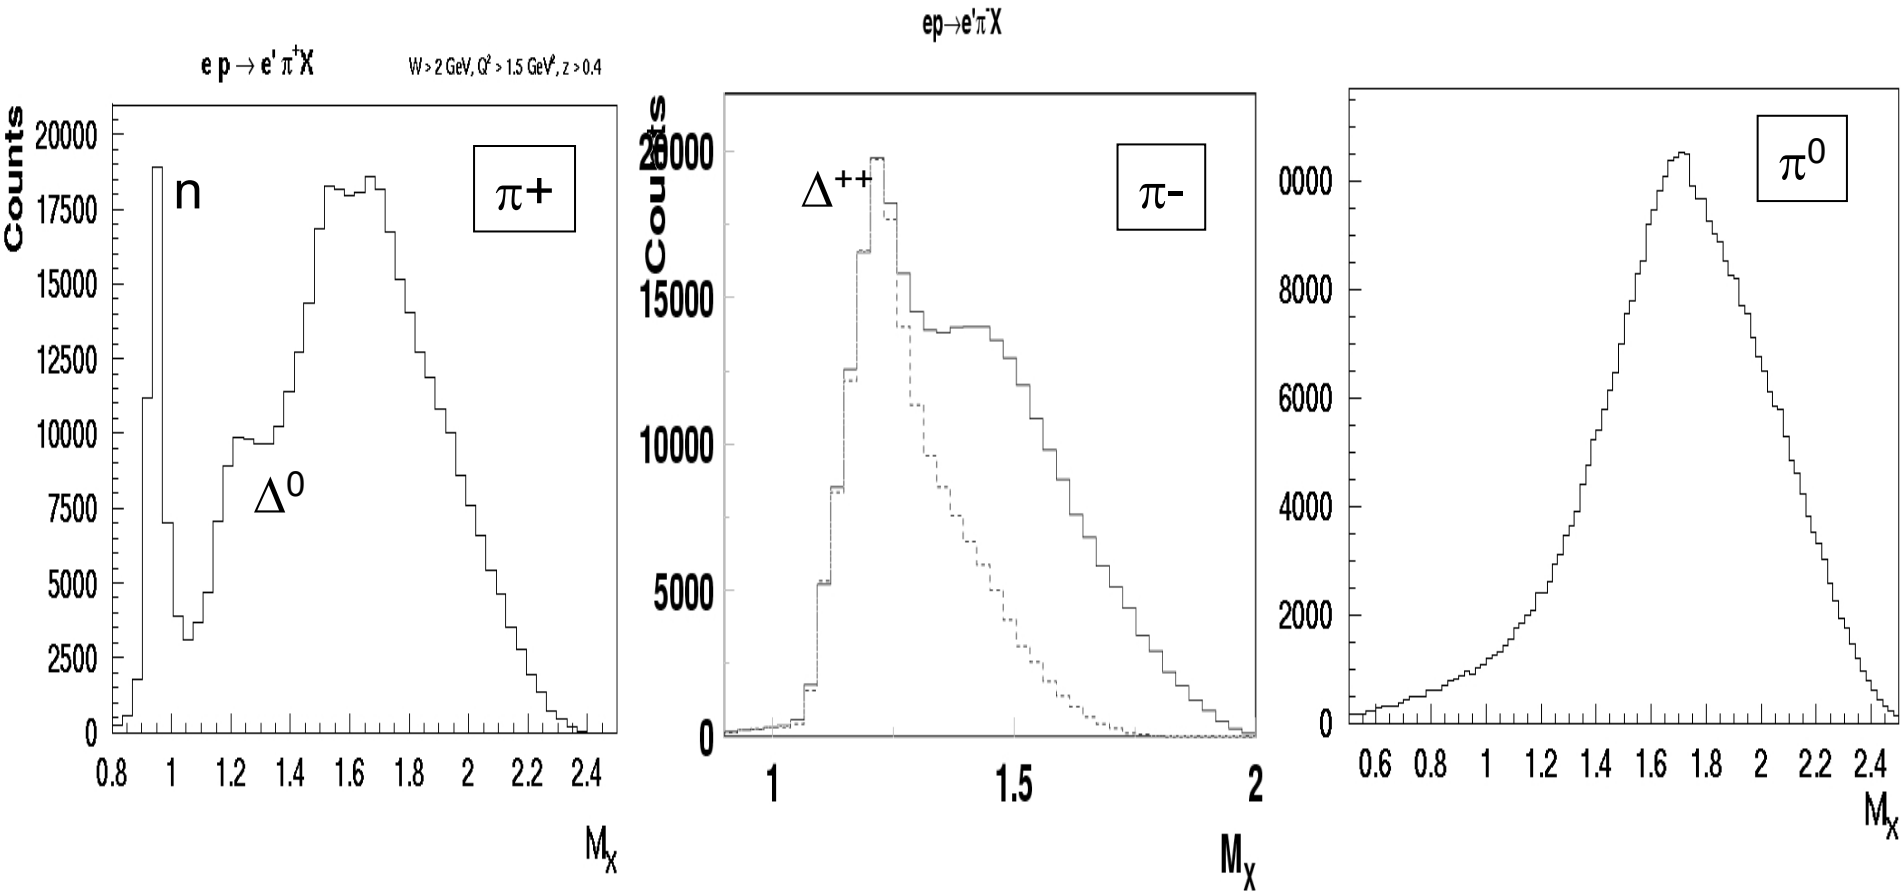 e p → e' π⁺X
W > 2 GeV, Q² > 1.5 GeV², z > 0.4
Counts
20000
17500
15000
12500
10000
7500
5000
2500
0
n
Δ⁰
π+
0.8 1 1.2 1.4 1.6 1.8 2 2.2 2.4
Mₓ
ep→e'π⁻X
Counts
20000
15000
10000
5000
0
Δ⁺⁺
π-
1 1.5 2
Mₓ
0000
8000
6000
4000
2000
0
π⁰
0.6 0.8 1 1.2 1.4 1.6 1.8 2 2.2 2.4
Mₓ